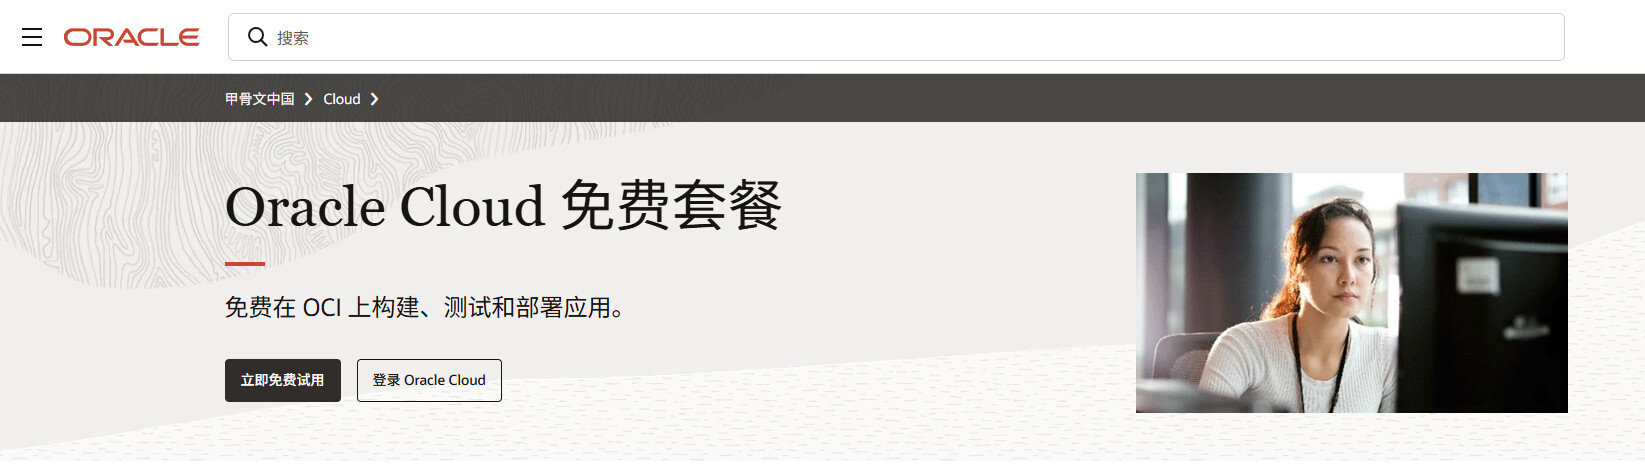 ORACLE
搜索
甲骨文中国 > Cloud >
Oracle Cloud 免费套餐
免费在 OCI 上构建、测试和部署应用。
立即免费试用
登录 Oracle Cloud